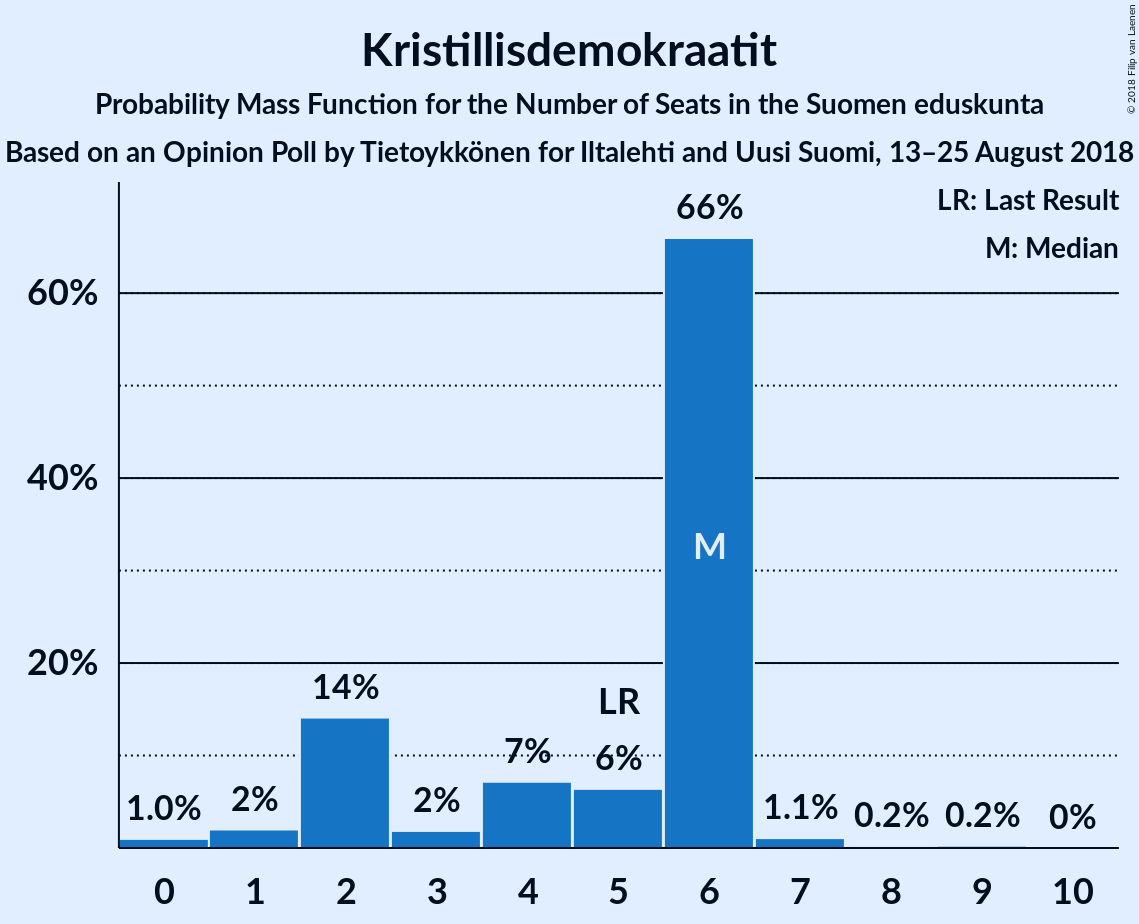 Kristillisdemokraatit
Probability Mass Function for the Number of Seats in the Suomen eduskunta
Based on an Opinion Poll by Tietoykkönen for Iltalehti and Uusi Suomi, 13–25 August 2018
© 2018 Filip van Laenen
LR: Last Result
M: Median
60%
40%
20%
1.0%
2%
14%
2%
7%
LR
6%
66%
M
1.1%
0.2%
0.2%
0%
0 1 2 3 4 5 6 7 8 9 10